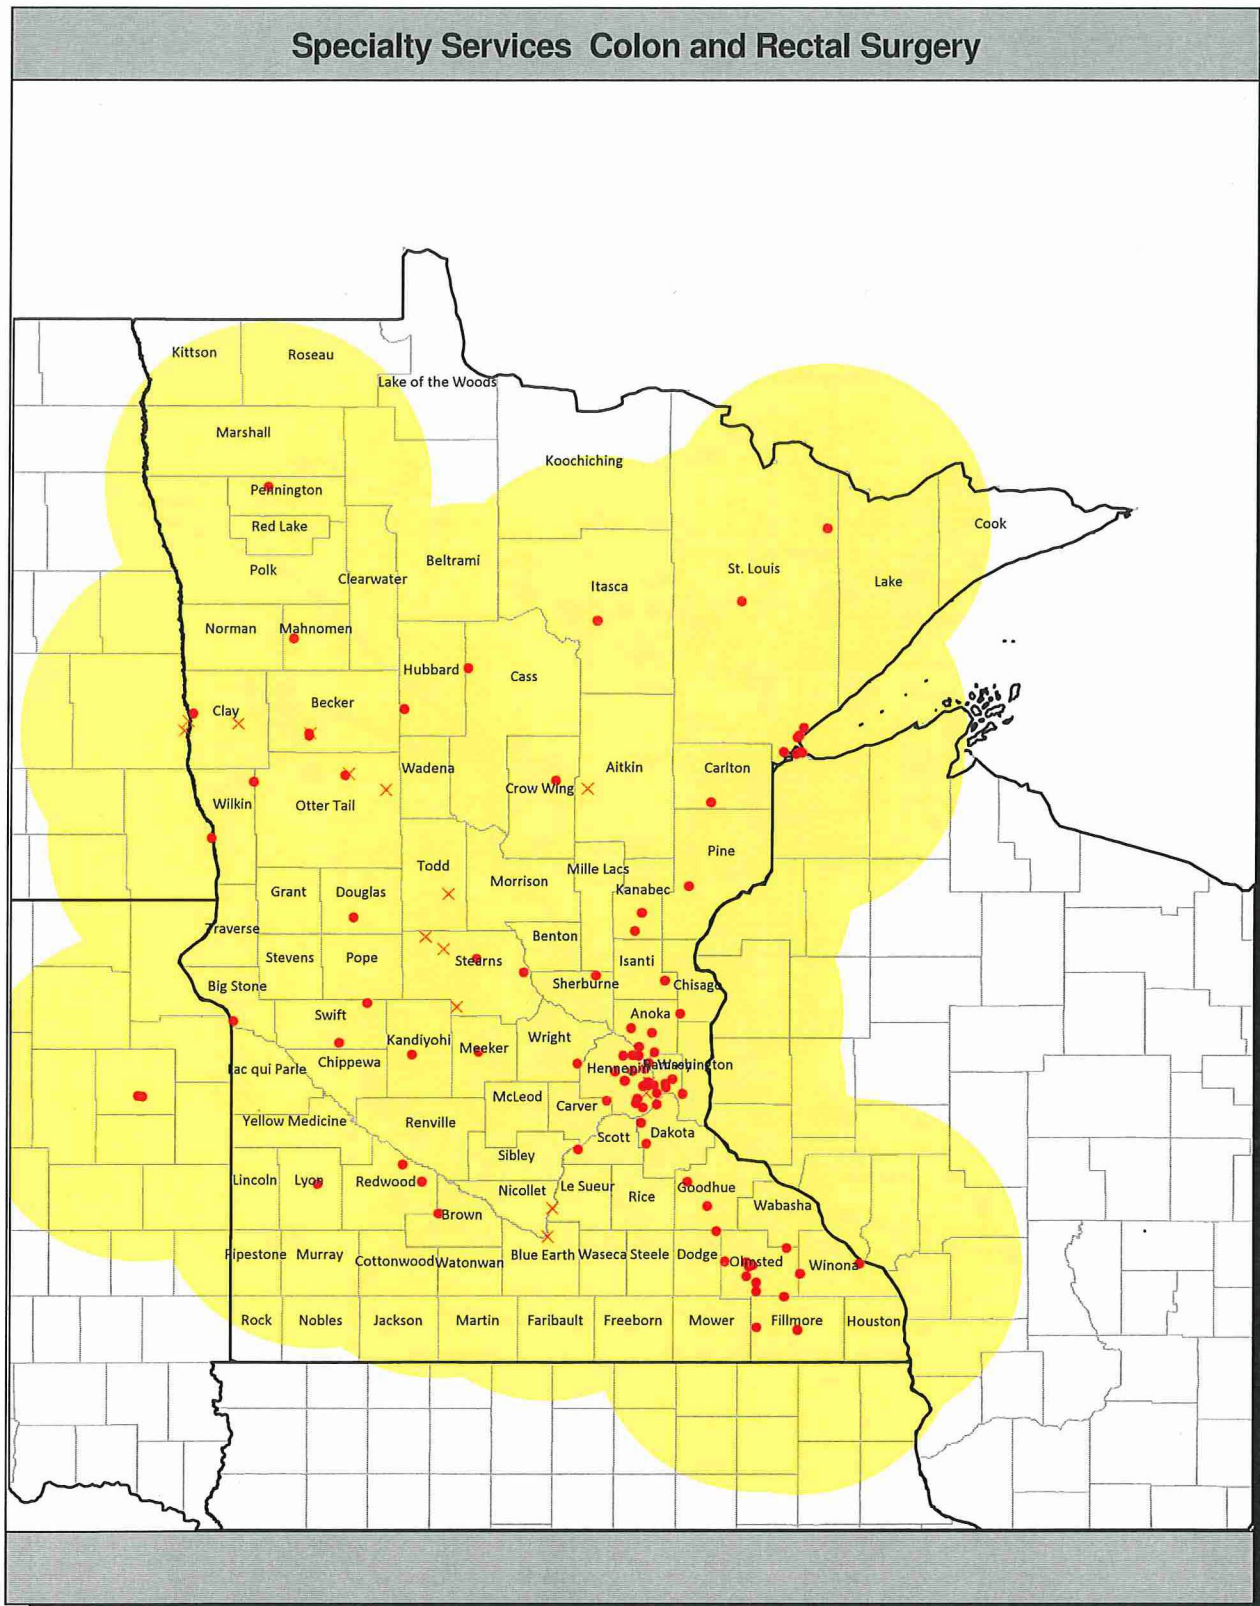 Specialty Services Colon and Rectal Surgery
Kittson
Roseau
Lake of the Woods
Marshall
Koochiching
Pennington
Red Lake
Cook
Polk
Clearwater
Beltrami
St. Louis
Itasca
Lake
Norman
Mahnomen
Hubbard
Cass
Clay
Becker
Wadena
Aitkin
Carlton
Wilkin
Otter Tail
Crow Wing
Pine
Todd
Mille Lacs
Morrison
Kanabec
Grant
Douglas
Traverse
Benton
Stevens
Pope
Stearns
Isanti
Big Stone
Sherburne
Chisago
Swift
Anoka
Kandiyohi
Meeker
Wright
Lac qui Parle
Chippewa
Hennepin
Ramsey
Washington
McLeod
Carver
Yellow Medicine
Renville
Scott
Dakota
Sibley
Lincoln
Lyon
Redwood
Nicollet
Le Sueur
Rice
Goodhue
Wabasha
Brown
Pipestone
Murray
Cottonwood
Watonwan
Blue Earth
Waseca
Steele
Dodge
Olmsted
Winona
Rock
Nobles
Jackson
Martin
Faribault
Freeborn
Mower
Fillmore
Houston